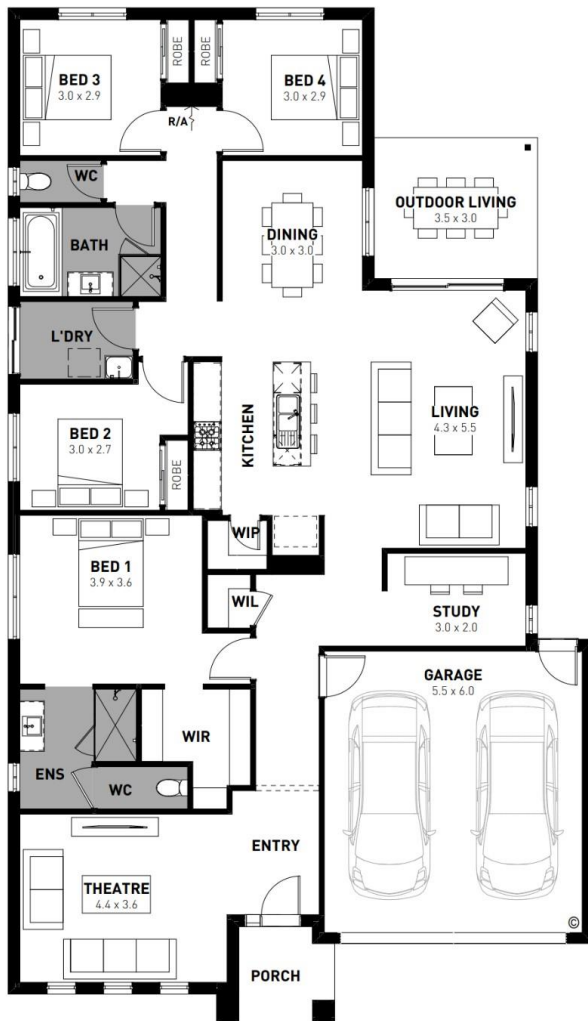 BED 3
3.0 x 2.9
ROBE
ROBE
BED 4
3.0 x 2.9
R/A
WC
OUTDOOR LIVING
3.5 x 3.0
DINING
3.0 x 3.0
BATH
L'DRY
KITCHEN
LIVING
4.3 x 5.5
BED 2
3.0 x 2.7
ROBE
WIP
BED 1
3.9 x 3.6
WIL
STUDY
3.0 x 2.0
GARAGE
5.5 x 6.0
WIR
ENS
WC
ENTRY
THEATRE
4.4 x 3.6
©
PORCH